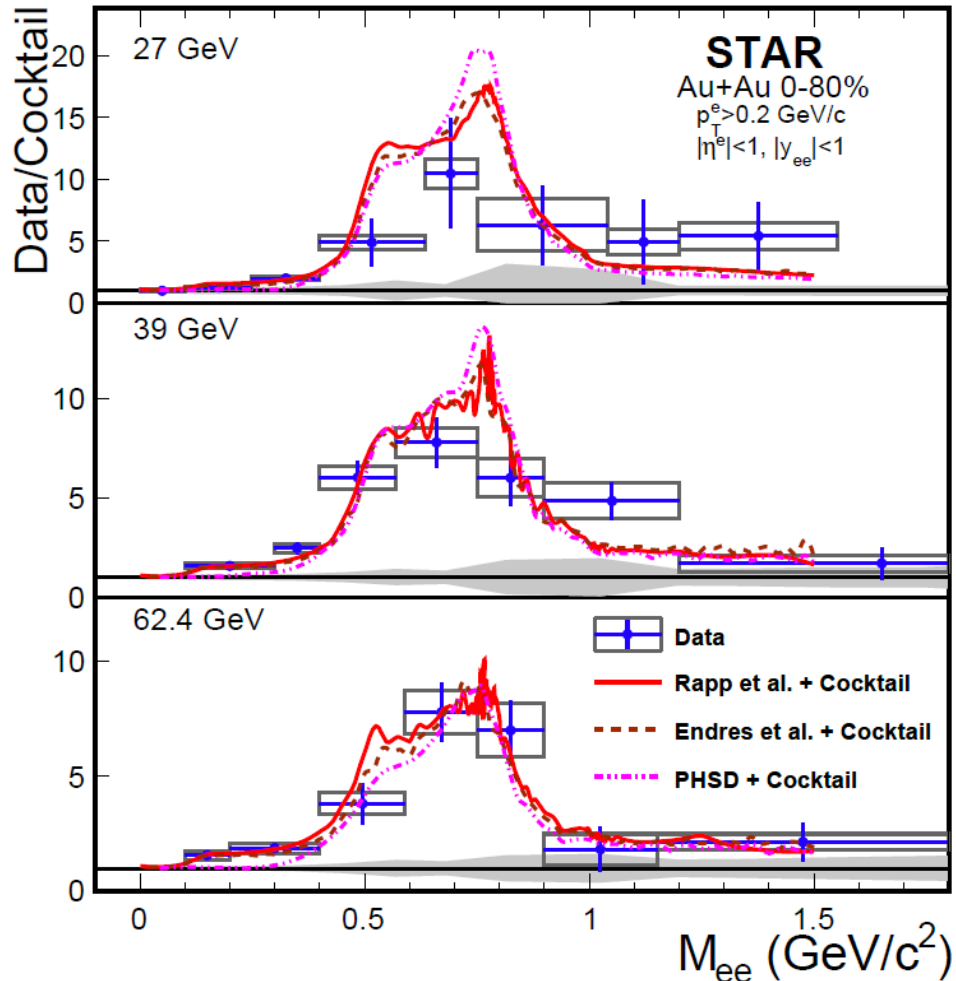 27 GeV
STAR
Au+Au 0-80%
p_T^e>0.2 GeV/c
|η^e|<1, |y_ee|<1
Data/Cocktail
20
15
10
5
0
39 GeV
10
5
0
62.4 GeV
Data
Rapp et al. + Cocktail
Endres et al. + Cocktail
PHSD + Cocktail
10
5
0
0
0.5
1
1.5
M_ee (GeV/c²)